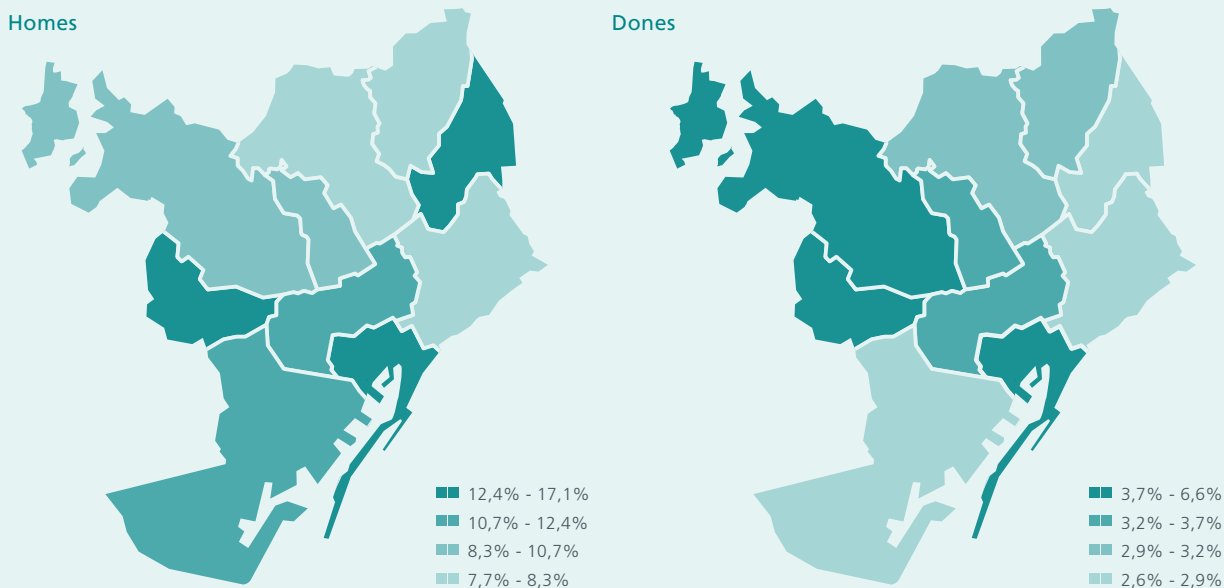 Homes
12,4% - 17,1%
10,7% - 12,4%
8,3% - 10,7%
7,7% - 8,3%
Dones
3,7% - 6,6%
3,2% - 3,7%
2,9% - 3,2%
2,6% - 2,9%